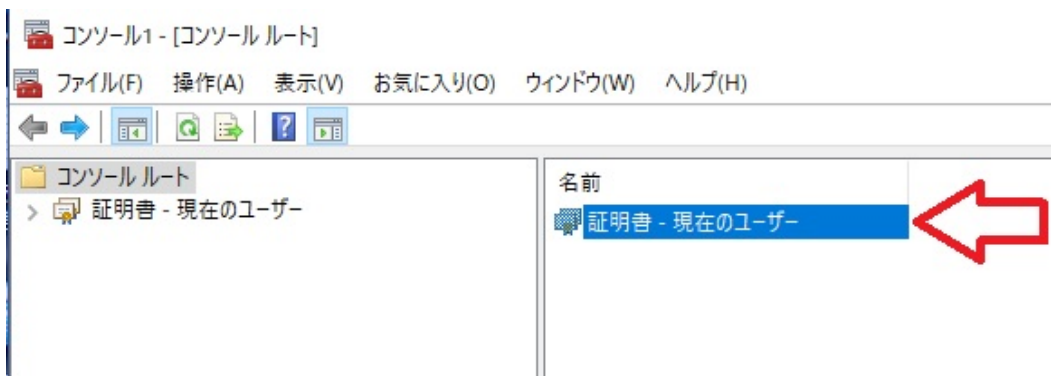 コンソール1 - [コンソール ルート]
ファイル(F) 操作(A) 表示(V) お気に入り(O) ウィンドウ(W) ヘルプ(H)
コンソール ルート
証明書 - 現在のユーザー
名前
証明書 - 現在のユーザー